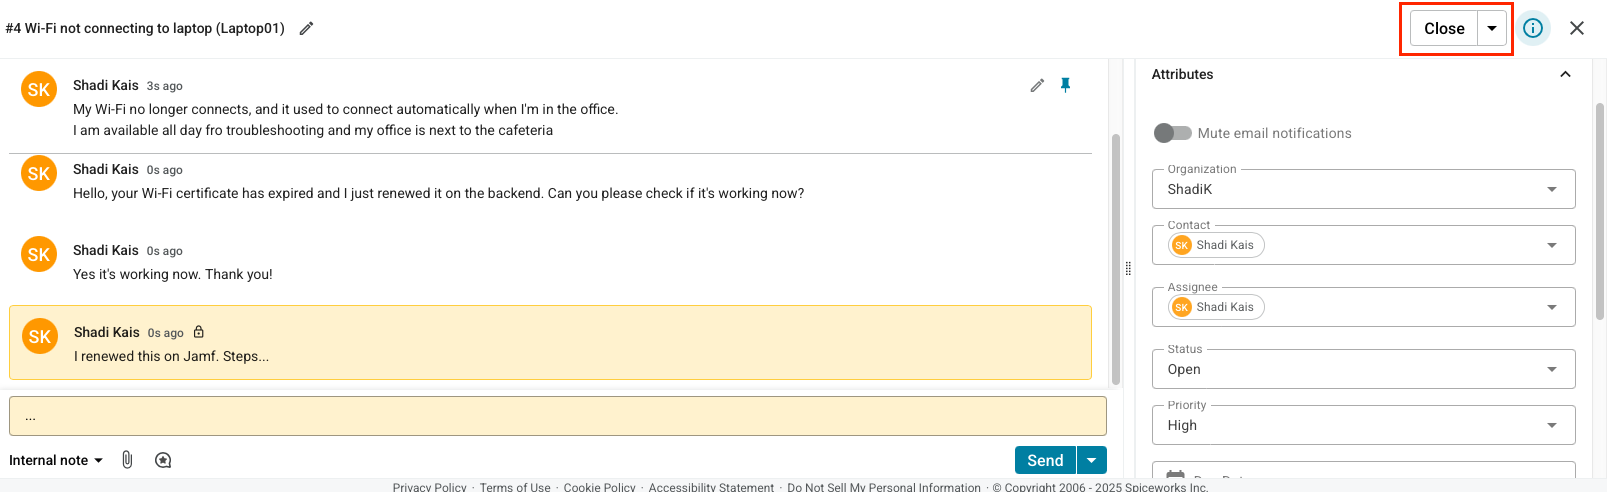 #4 Wi-Fi not connecting to laptop (Laptop01)
Close
SK
Shadi Kais 3s ago
My Wi-Fi no longer connects, and it used to connect automatically when I'm in the office.
I am available all day fro troubleshooting and my office is next to the cafeteria
SK
Shadi Kais 0s ago
Hello, your Wi-Fi certificate has expired and I just renewed it on the backend. Can you please check if it's working now?
SK
Shadi Kais 0s ago
Yes it's working now. Thank you!
SK
Shadi Kais 0s ago
I renewed this on Jamf. Steps...
...
Internal note
Send
Attributes
Mute email notifications
Organization
ShadiK
Contact
SK Shadi Kais
Assignee
SK Shadi Kais
Status
Open
Priority
High
Privacy Policy · Terms of Use · Cookie Policy · Accessibility Statement · Do Not Sell My Personal Information · © Copyright 2006 - 2025 Spiceworks Inc.